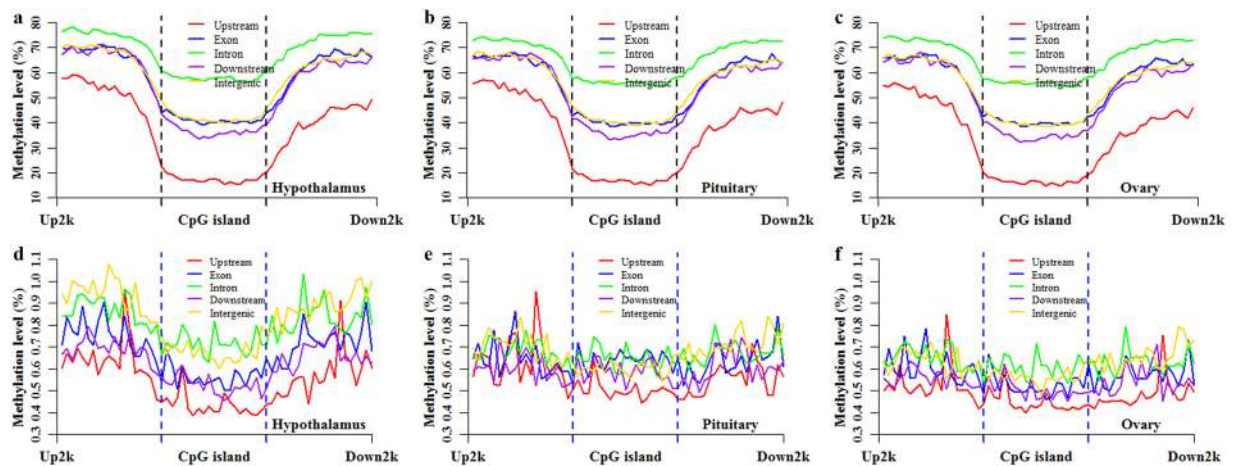 a
Methylation level (%)
80
70
60
50
40
30
20
10
Upstream
Exon
Intron
Downstream
Intergenic
Hypothalamus
Up2k
CpG island
Down2k
b
Methylation level (%)
80
70
60
50
40
30
20
10
Upstream
Exon
Intron
Downstream
Intergenic
Pituitary
Up2k
CpG island
Down2k
c
Methylation level (%)
80
70
60
50
40
30
20
10
Upstream
Exon
Intron
Downstream
Intergenic
Ovary
Up2k
CpG island
Down2k
d
Methylation level (%)
1.1
1.0
0.9
0.8
0.7
0.6
0.5
0.4
0.3
Upstream
Exon
Intron
Downstream
Intergenic
Hypothalamus
Up2k
CpG island
Down2k
e
Methylation level (%)
1.1
1.0
0.9
0.8
0.7
0.6
0.5
0.4
0.3
Upstream
Exon
Intron
Downstream
Intergenic
Pituitary
Up2k
CpG island
Down2k
f
Methylation level (%)
1.1
1.0
0.9
0.8
0.7
0.6
0.5
0.4
0.3
Upstream
Exon
Intron
Downstream
Intergenic
Ovary
Up2k
CpG island
Down2k